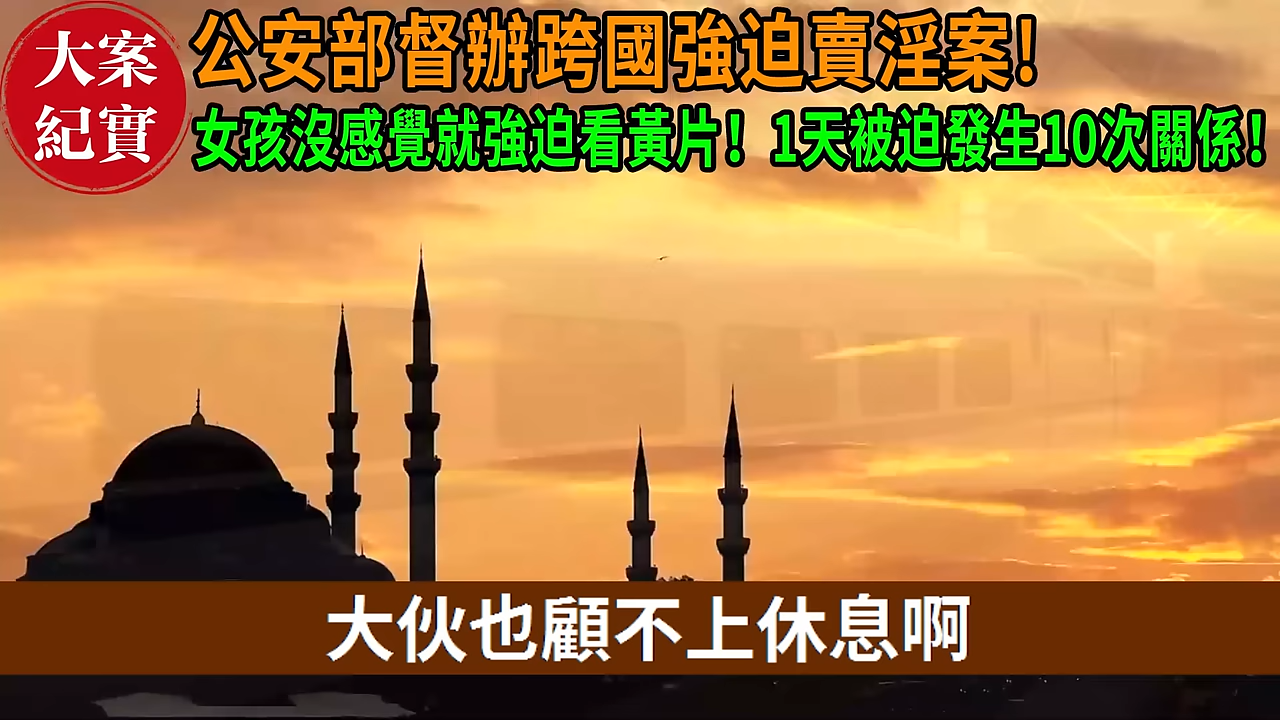 大案
紀實
公安部督辦跨國強迫賣淫案！
女孩沒感覺就強迫看黃片！1天被迫發生10次關係！
大伙也顧不上休息啊